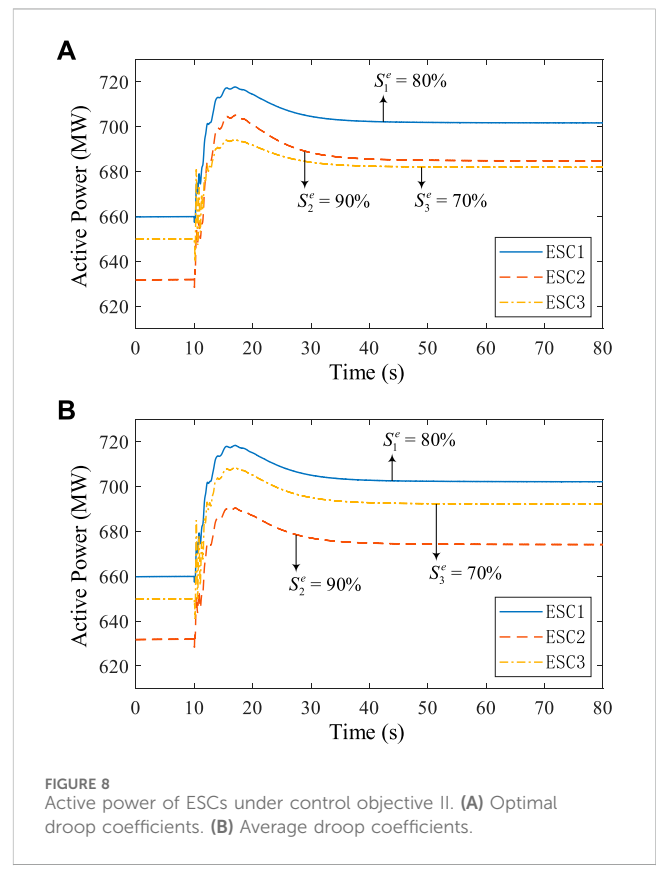 A
Active Power (MW)
720
700
680
660
640
620
S₁ᵉ = 80%
S₂ᵉ = 90%
S₃ᵉ = 70%
ESC1
ESC2
ESC3
0 10 20 30 40 50 60 70 80
Time (s)
B
Active Power (MW)
720
700
680
660
640
620
S₁ᵉ = 80%
S₂ᵉ = 90%
S₃ᵉ = 70%
ESC1
ESC2
ESC3
0 10 20 30 40 50 60 70 80
Time (s)
FIGURE 8
Active power of ESCs under control objective II. (A) Optimal
droop coefficients. (B) Average droop coefficients.